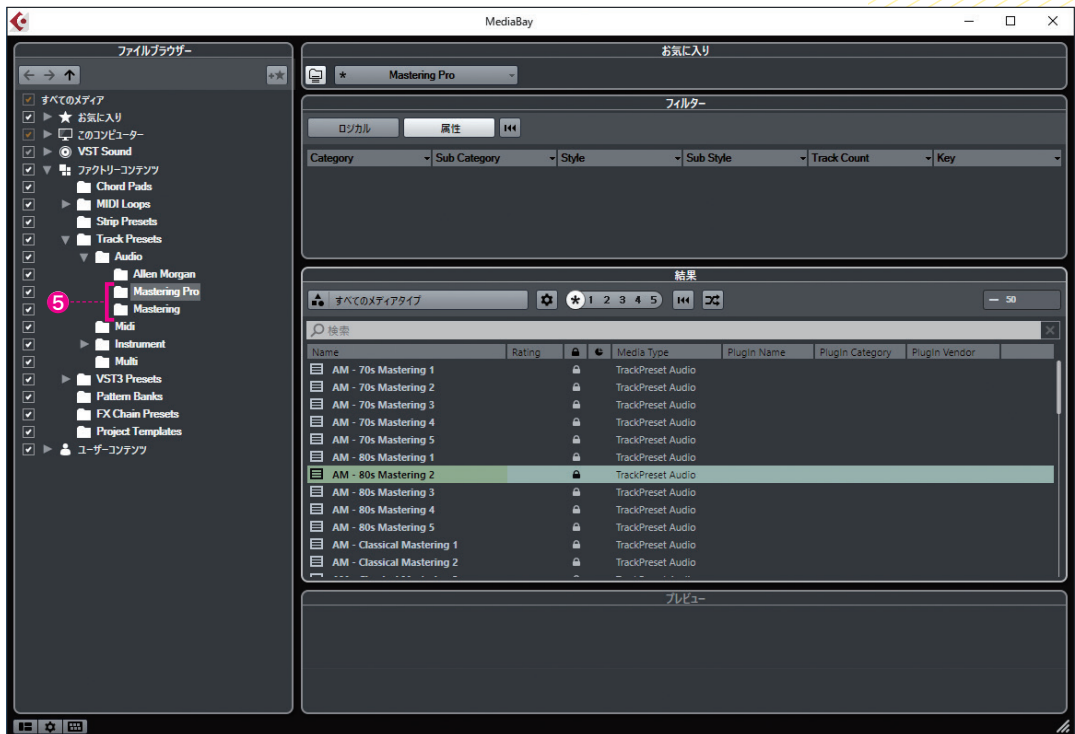 MediaBay
ファイルブラウザー
すべてのメディア
お気に入り
このコンピューター
VST Sound
ファクトリーコンテンツ
Chord Pads
MIDI Loops
Strip Presets
Track Presets
Audio
Allen Morgan
Mastering Pro
Mastering
Midi
Instrument
Multi
VST3 Presets
Pattern Banks
FX Chain Presets
Project Templates
ユーザーコンテンツ
5
お気に入り
* Mastering Pro
フィルター
ロジカル 属性
Category Sub Category Style Sub Style Track Count Key
結果
すべてのメディアタイプ * 1 2 3 4 5 50
検索
Name Rating Media Type PlugIn Name PlugIn Category PlugIn Vendor
AM - 70s Mastering 1 TrackPreset Audio
AM - 70s Mastering 2 TrackPreset Audio
AM - 70s Mastering 3 TrackPreset Audio
AM - 70s Mastering 4 TrackPreset Audio
AM - 70s Mastering 5 TrackPreset Audio
AM - 80s Mastering 1 TrackPreset Audio
AM - 80s Mastering 2 TrackPreset Audio
AM - 80s Mastering 3 TrackPreset Audio
AM - 80s Mastering 4 TrackPreset Audio
AM - 80s Mastering 5 TrackPreset Audio
AM - Classical Mastering 1 TrackPreset Audio
AM - Classical Mastering 2 TrackPreset Audio
プレビュー